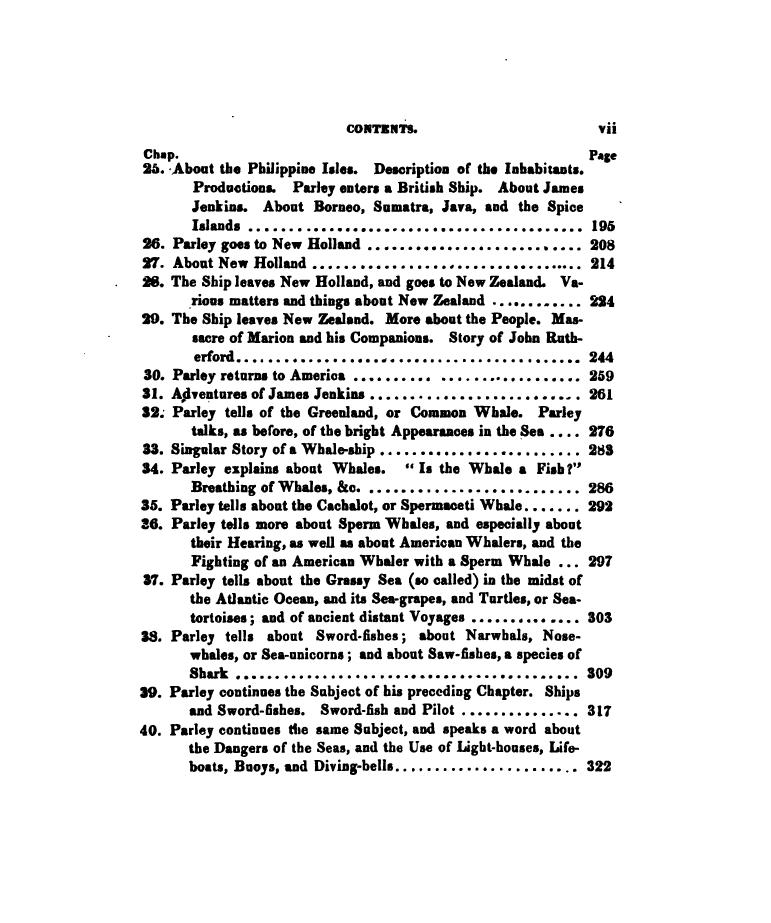 CONTENTS. vii
Chap. Page
25. About the Philippine Isles. Description of the Inhabitants.
Productions. Parley enters a British Ship. About James
Jenkins. About Borneo, Sumatra, Java, and the Spice
Islands ......................................... 195
26. Parley goes to New Holland .......................... 208
27. About New Holland ................................. 214
28. The Ship leaves New Holland, and goes to New Zealand. Va-
rious matters and things about New Zealand ............ 224
29. The Ship leaves New Zealand. More about the People. Mas-
sacre of Marion and his Companions. Story of John Ruth-
erford.......................................... 244
30. Parley returns to America ............................ 259
31. Adventures of James Jenkins .......................... 261
32. Parley tells of the Greenland, or Common Whale. Parley
talks, as before, of the bright Appearances in the Sea .... 276
33. Singular Story of a Whale-ship ......................... 283
34. Parley explains about Whales. "Is the Whale a Fish?"
Breathing of Whales, &c. .......................... 286
35. Parley tells about the Cachalot, or Spermaceti Whale....... 292
36. Parley tells more about Sperm Whales, and especially about
their Hearing, as well as about American Whalers, and the
Fighting of an American Whaler with a Sperm Whale ... 297
37. Parley tells about the Grassy Sea (so called) in the midst of
the Atlantic Ocean, and its Sea-grapes, and Turtles, or Sea-
tortoises; and of ancient distant Voyages .............. 303
38. Parley tells about Sword-fishes; about Narwhals, Nose-
whales, or Sea-unicorns; and about Saw-fishes, a species of
Shark .......................................... 309
39. Parley continues the Subject of his preceding Chapter. Ships
and Sword-fishes. Sword-fish and Pilot ............... 317
40. Parley continues the same Subject, and speaks a word about
the Dangers of the Seas, and the Use of Light-houses, Life-
boats, Buoys, and Diving-bells....................... 322